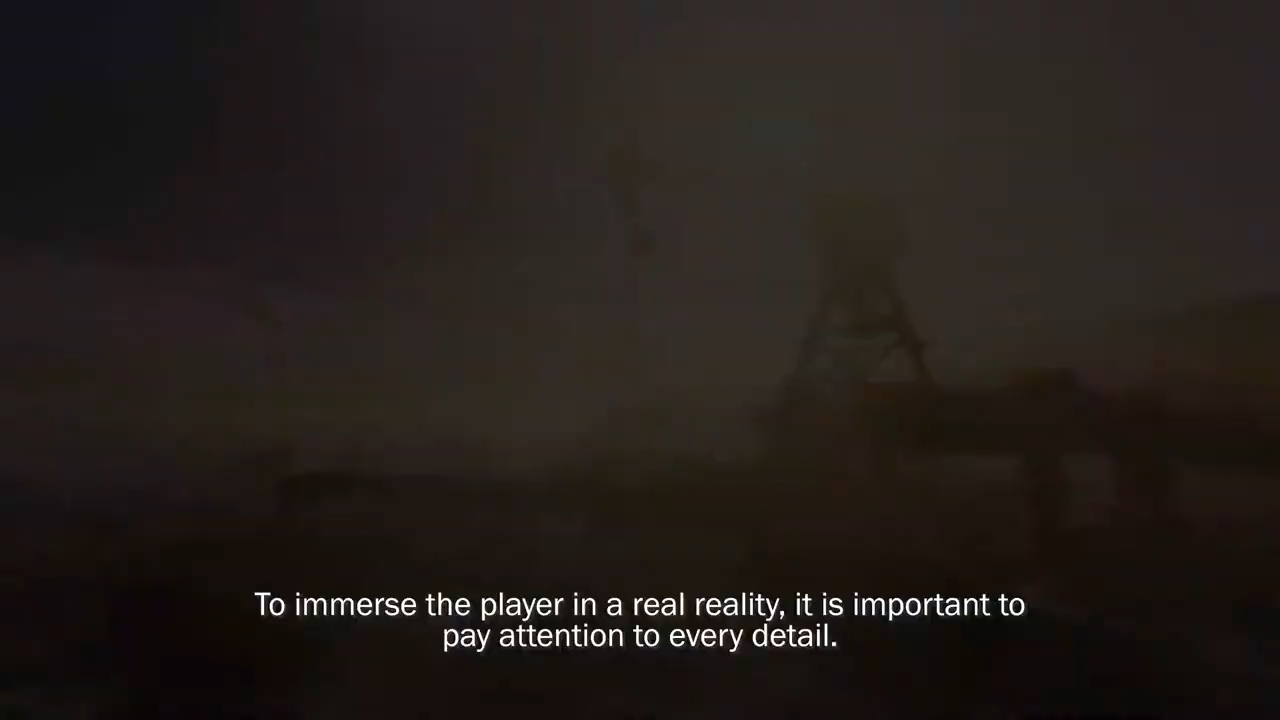 To immerse the player in a real reality, it is important to
pay attention to every detail.